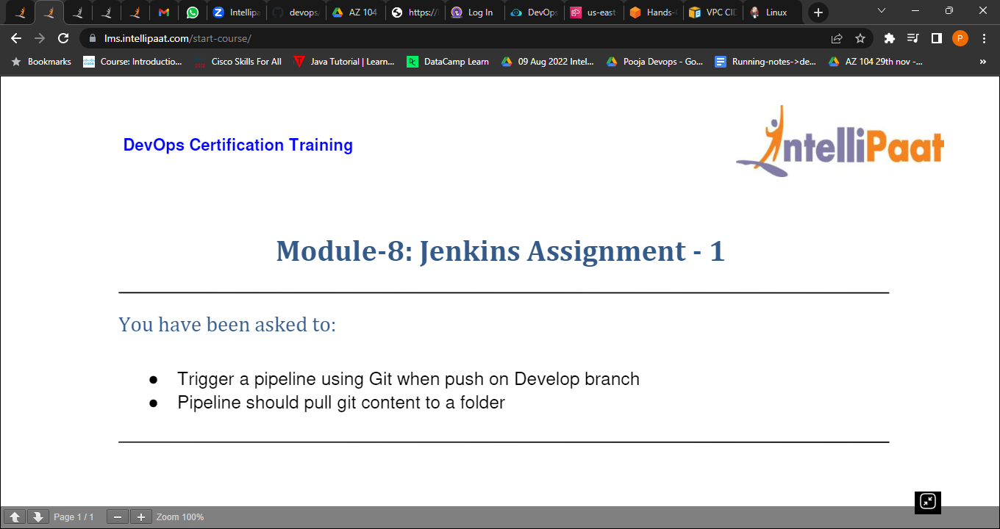 Intellipa
devops
AZ 104
https://
Log In
DevOp
us-east
Hands-
VPC CID
Linux
lms.intellipaat.com/start-course/
P
Bookmarks
Course: Introductio...
Cisco Skills For All
Java Tutorial | Learn...
DataCamp Learn
09 Aug 2022 Intel...
Pooja Devops - Go...
Running-notes->de...
AZ 104 29th nov -...
»
DevOps Certification Training
IntelliPaat
Module-8: Jenkins Assignment - 1
You have been asked to:
● Trigger a pipeline using Git when push on Develop branch
● Pipeline should pull git content to a folder
Page 1 / 1
Zoom 100%